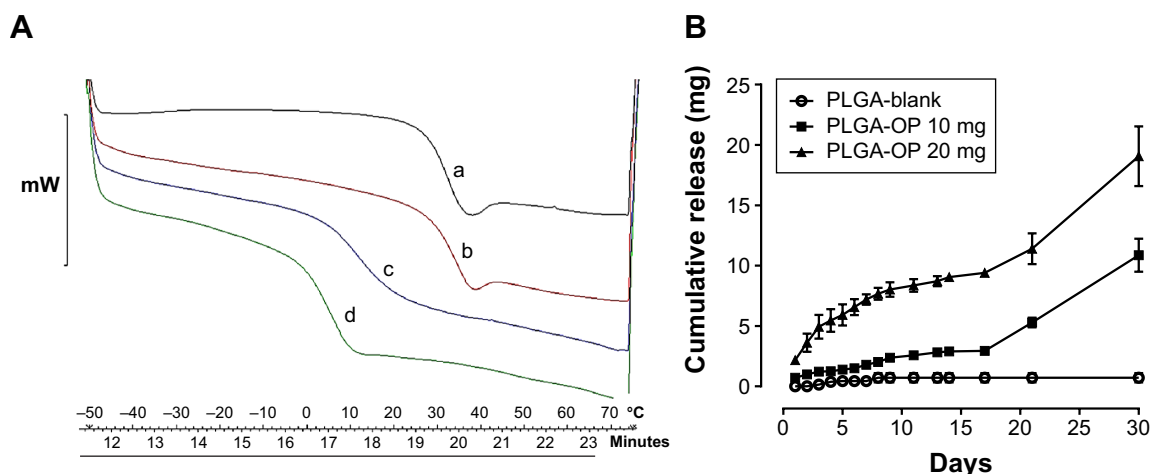 A
mW
a
b
c
d
–50 –40 –30 –20 –10 0 10 20 30 40 50 60 70 °C
12 13 14 15 16 17 18 19 20 21 22 23 Minutes
B
Cumulative release (mg)
25
20
15
10
5
0
PLGA-blank
PLGA-OP 10 mg
PLGA-OP 20 mg
0 5 10 15 20 25 30
Days